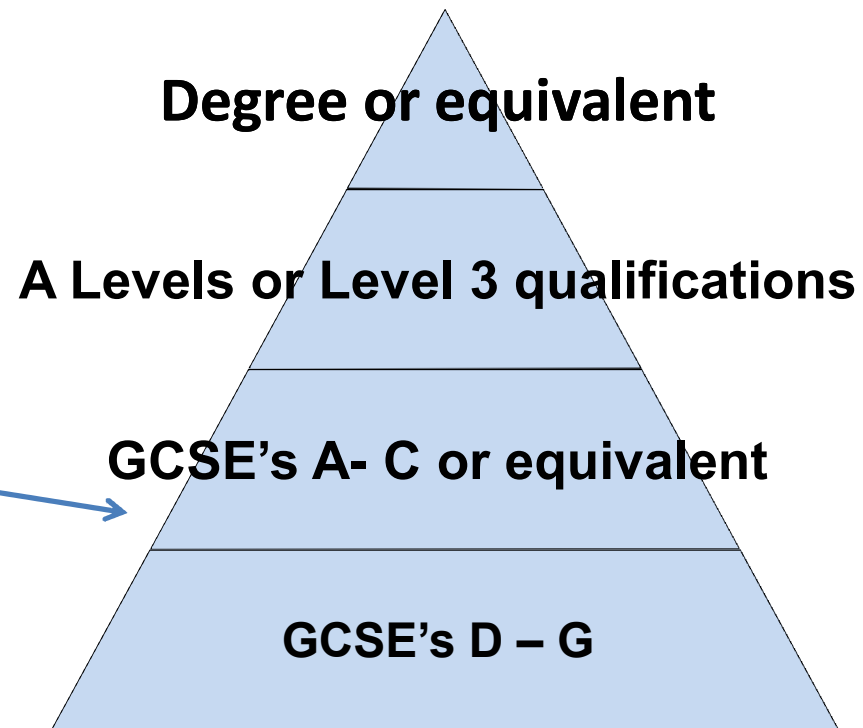 Degree or equivalent
A Levels or Level 3 qualifications
GCSE’s A- C or equivalent
GCSE’s D – G